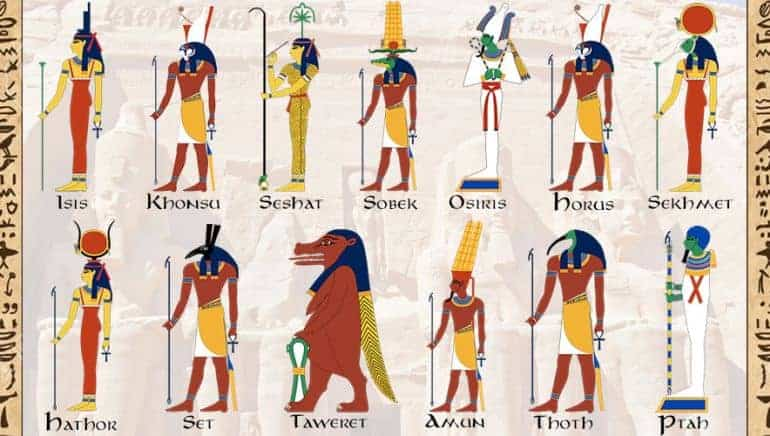 Isis Khonsu Seshat Sobek Osiris Horus Sekhmet
Hathor Set Taweret Amun Thoth Ptah